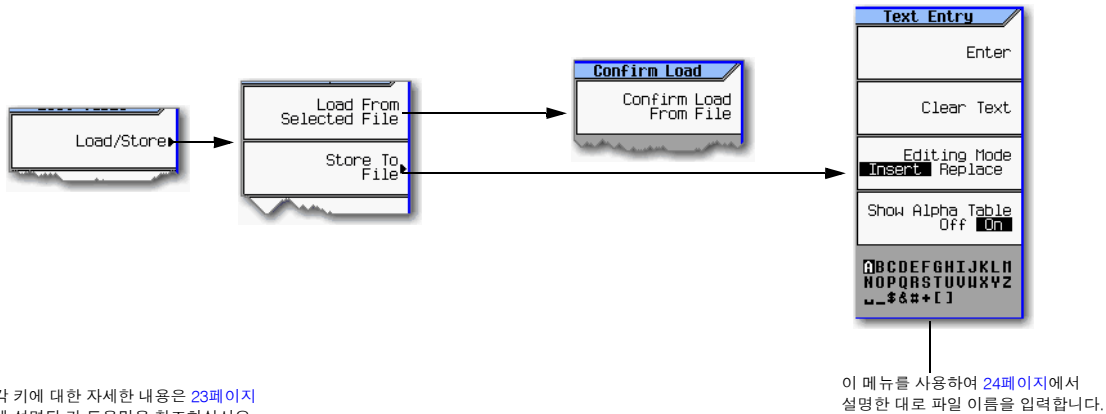 Load/Store
Load From
Selected File
Store To
File
Confirm Load
Confirm Load
From File
Text Entry
Enter
Clear Text
Editing Mode
Insert Replace
Show Alpha Table
Off On
ABCDEFGHIJKLM
NOPQRSTUVWXYZ
␣_$&#+[]
각 키에 대한 자세한 내용은 23페이지
이 메뉴를 사용하여 24페이지에서
설명한 대로 파일 이름을 입력합니다.